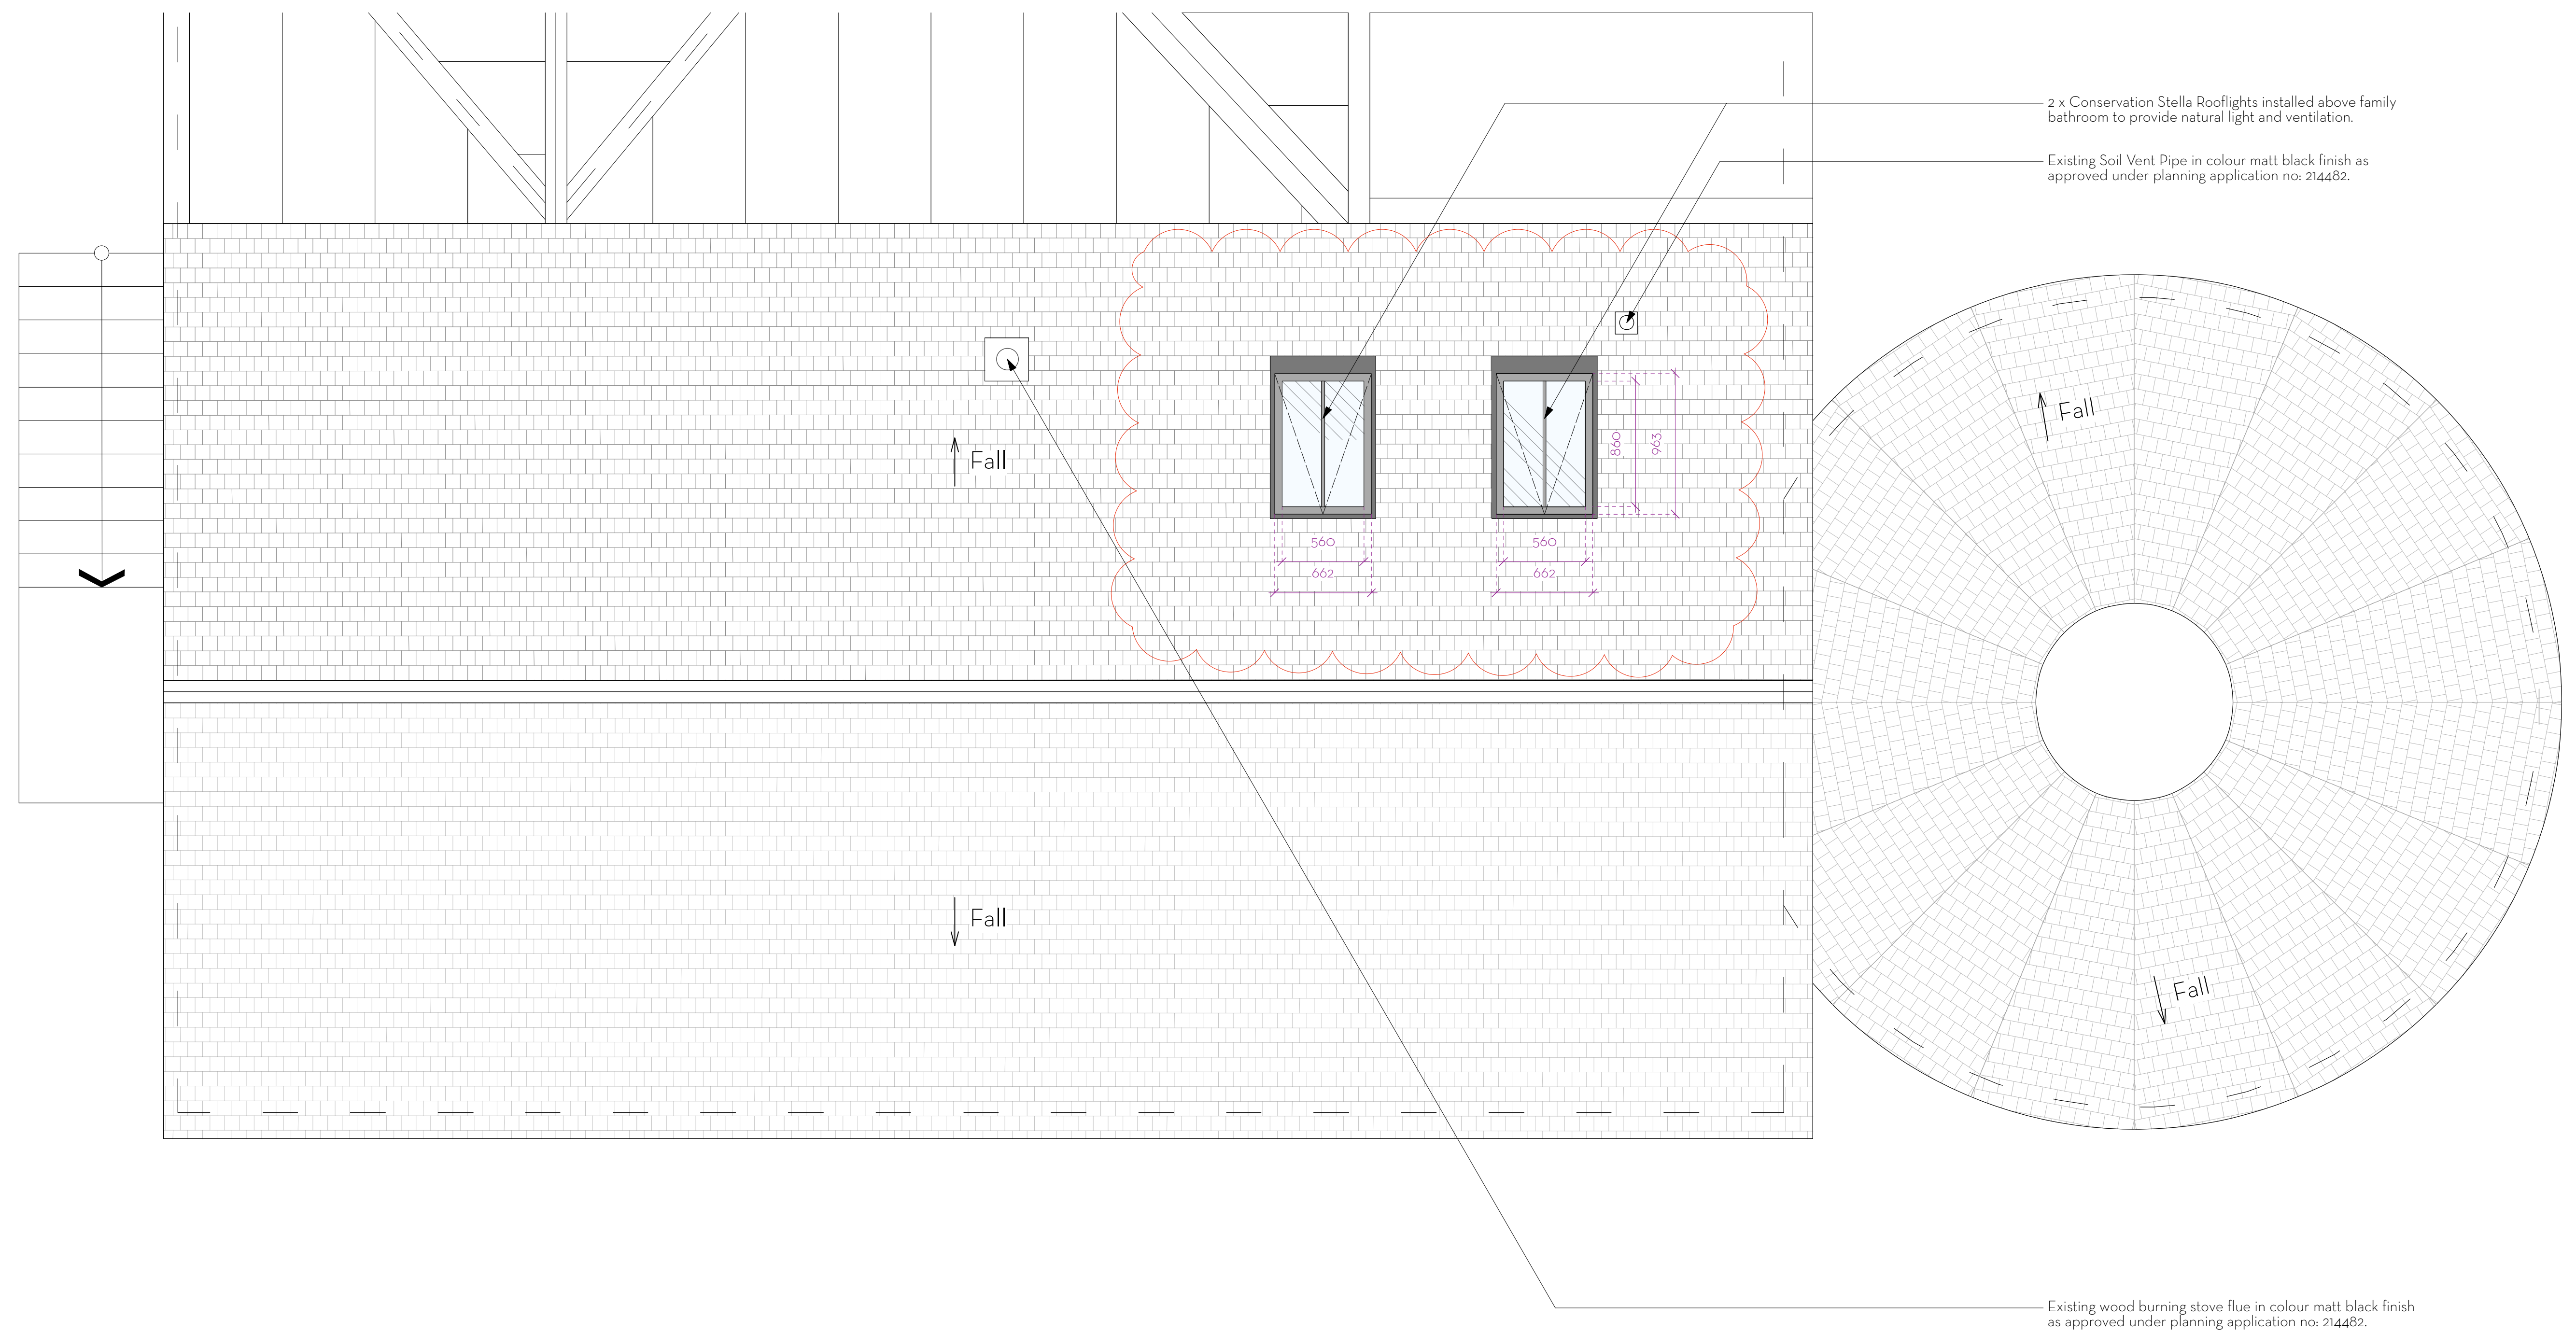 2 x Conservation Stella Rooflights installed above family
bathroom to provide natural light and ventilation.
Existing Soil Vent Pipe in colour matt black finish as
approved under planning application no: 214482.
Fall
Fall
860
963
560
560
662
662
Fall
Fall
Existing wood burning stove flue in colour matt black finish
as approved under planning application no: 214482.